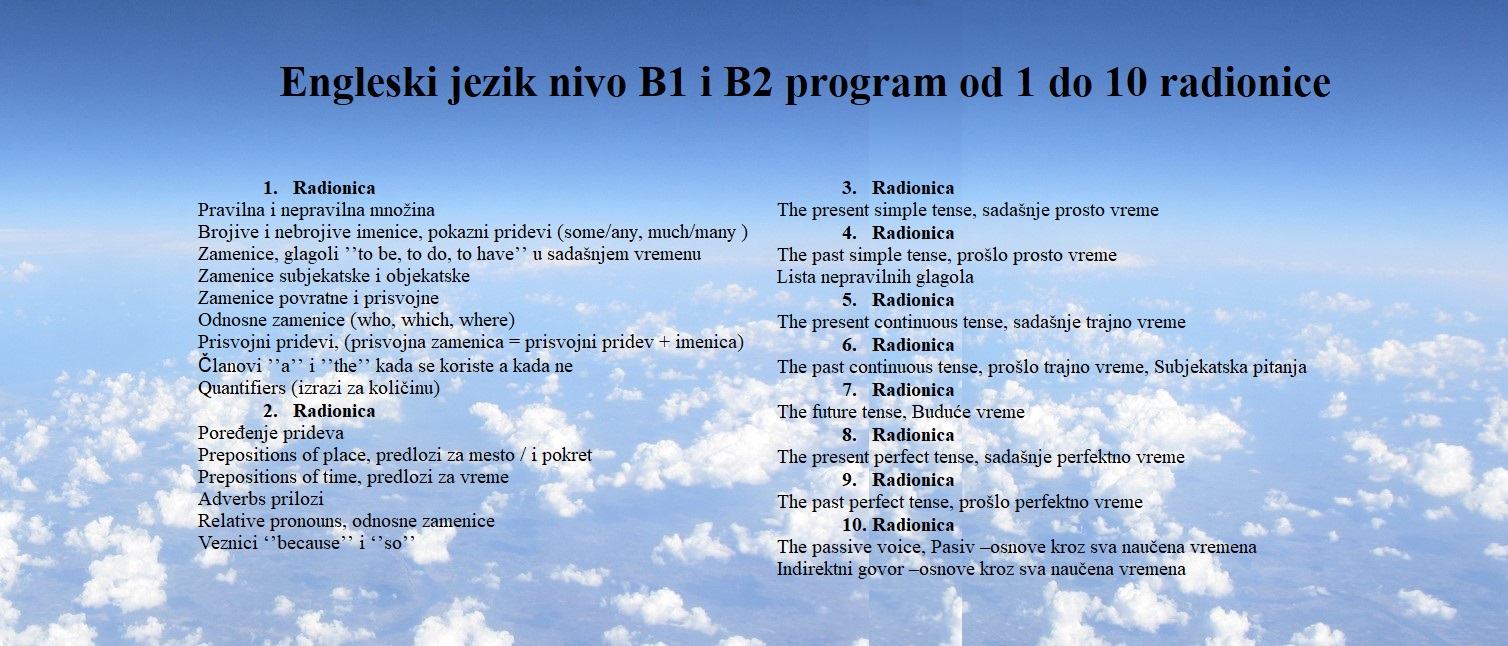 Engleski jezik nivo B1 i B2 program od 1 do 10 radionice
1. Radionica
Pravilna i nepravilna množina
Brojive i nebrojive imenice, pokazni pridevi (some/any, much/many )
Zamenice, glagoli ’’to be, to do, to have’’ u sadašnjem vremenu
Zamenice subjekatske i objekatske
Zamenice povratne i prisvojne
Odnosne zamenice (who, which, where)
Prisvojni pridevi, (prisvojna zamenica = prisvojni pridev + imenica)
Članovi ’’a’’ i ’’the’’ kada se koriste a kada ne
Quantifiers (izrazi za količinu)
2. Radionica
Poređenje prideva
Prepositions of place, predlozi za mesto / i pokret
Prepositions of time, predlozi za vreme
Adverbs prilozi
Relative pronouns, odnosne zamenice
Veznici ‘’because’’ i ‘’so’’
3. Radionica
The present simple tense, sadašnje prosto vreme
4. Radionica
The past simple tense, prošlo prosto vreme
Lista nepravilnih glagola
5. Radionica
The present continuous tense, sadašnje trajno vreme
6. Radionica
The past continuous tense, prošlo trajno vreme, Subjekatska pitanja
7. Radionica
The future tense, Buduće vreme
8. Radionica
The present perfect tense, sadašnje perfektno vreme
9. Radionica
The past perfect tense, prošlo perfektno vreme
10. Radionica
The passive voice, Pasiv –osnove kroz sva naučena vremena
Indirektni govor –osnove kroz sva naučena vremena